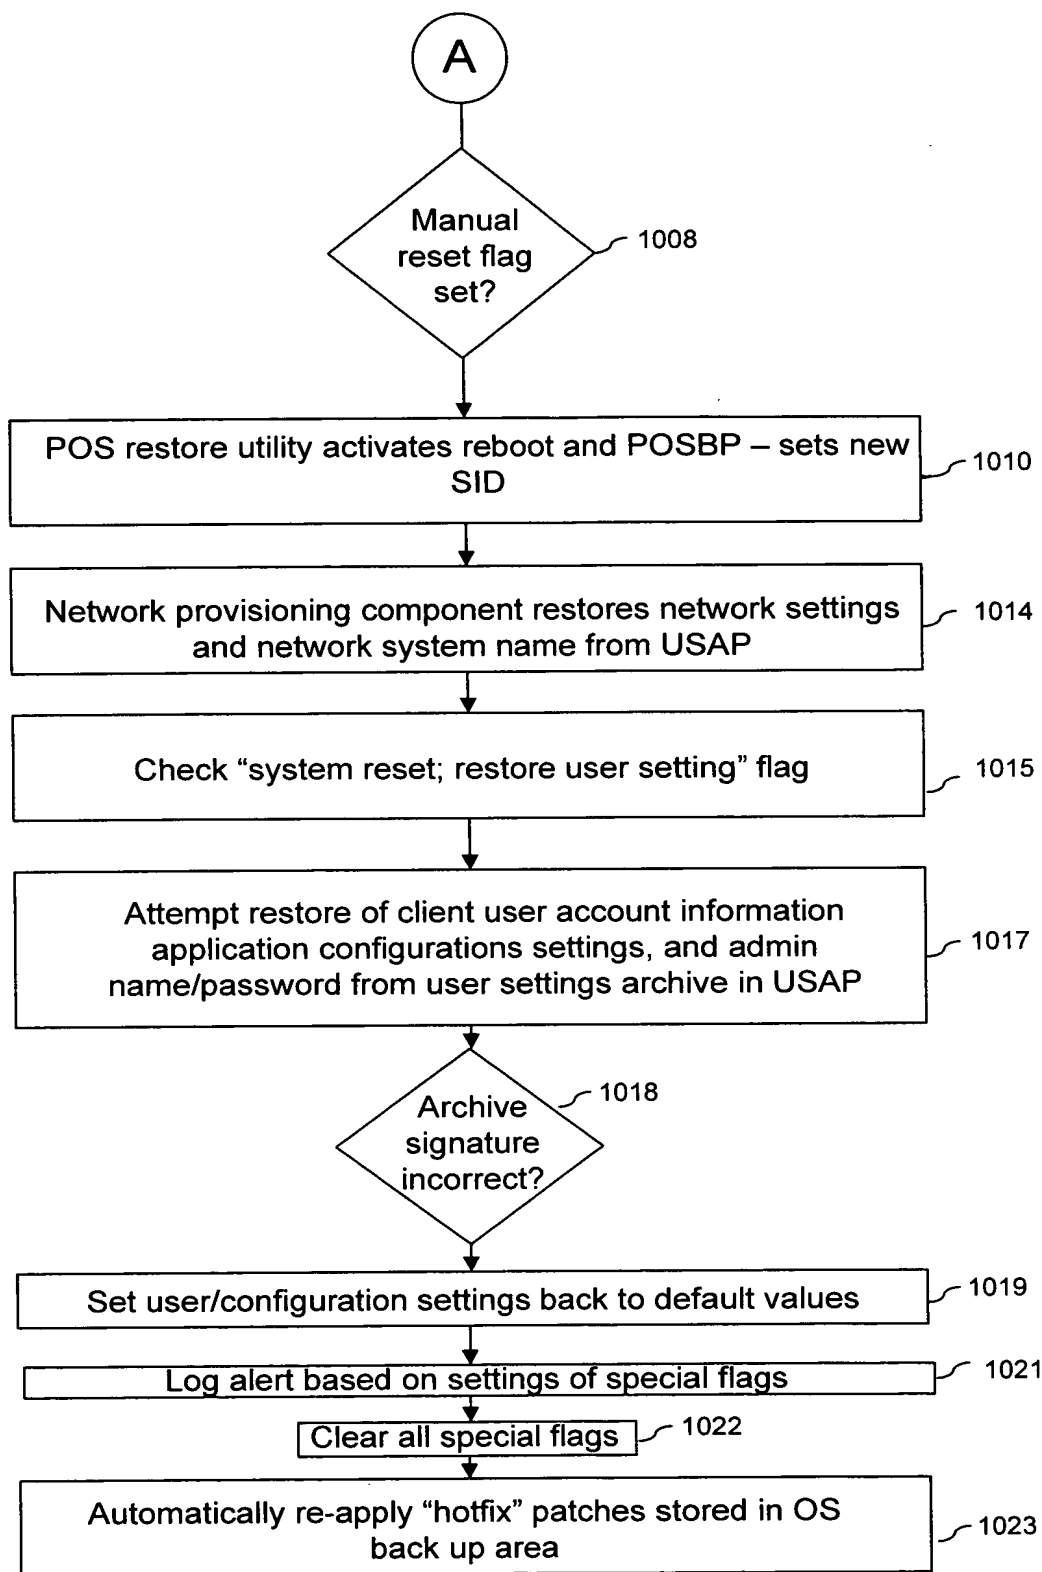 A
Manual
reset flag
set?
1008
POS restore utility activates reboot and POSBP – sets new
SID
1010
Network provisioning component restores network settings
and network system name from USAP
1014
Check “system reset; restore user setting” flag
1015
Attempt restore of client user account information
application configurations settings, and admin
name/password from user settings archive in USAP
1017
Archive
signature
incorrect?
1018
Set user/configuration settings back to default values
1019
Log alert based on settings of special flags
1021
Clear all special flags
1022
Automatically re-apply “hotfix” patches stored in OS
back up area
1023